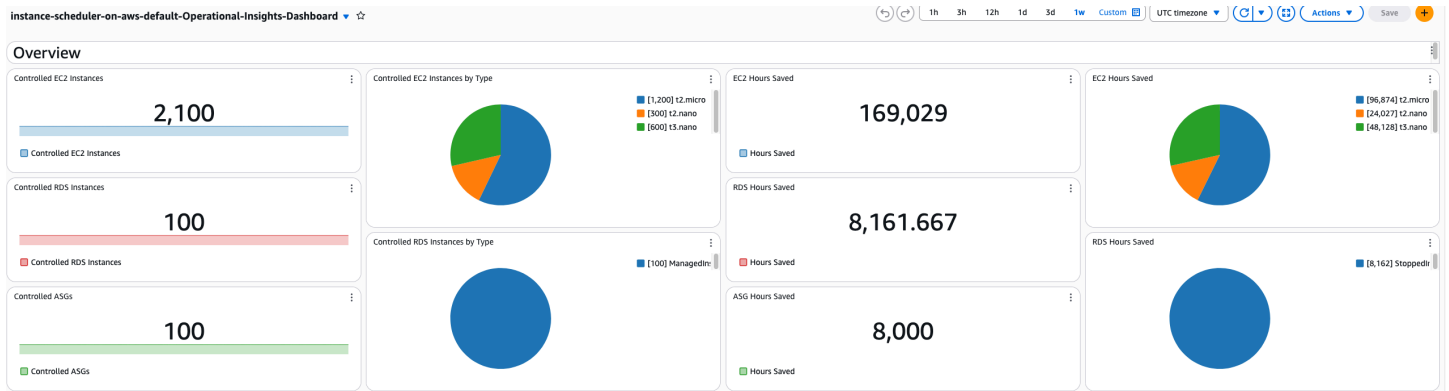 instance-scheduler-on-aws-default-Operational-Insights-Dashboard
1h 3h 12h 1d 3d 1w Custom UTC timezone Actions Save
Overview
Controlled EC2 Instances
2,100
Controlled EC2 Instances
Controlled EC2 Instances by Type
[1,200] t2.micro
[300] t2.nano
[600] t3.nano
EC2 Hours Saved
169,029
Hours Saved
EC2 Hours Saved
[96,874] t2.micro
[24,027] t2.nano
[48,128] t3.nano
Controlled RDS Instances
100
Controlled RDS Instances
Controlled RDS Instances by Type
[100] ManagedIn
RDS Hours Saved
8,161.667
Hours Saved
RDS Hours Saved
[8,162] StoppedI
Controlled ASGs
100
Controlled ASGs
ASG Hours Saved
8,000
Hours Saved